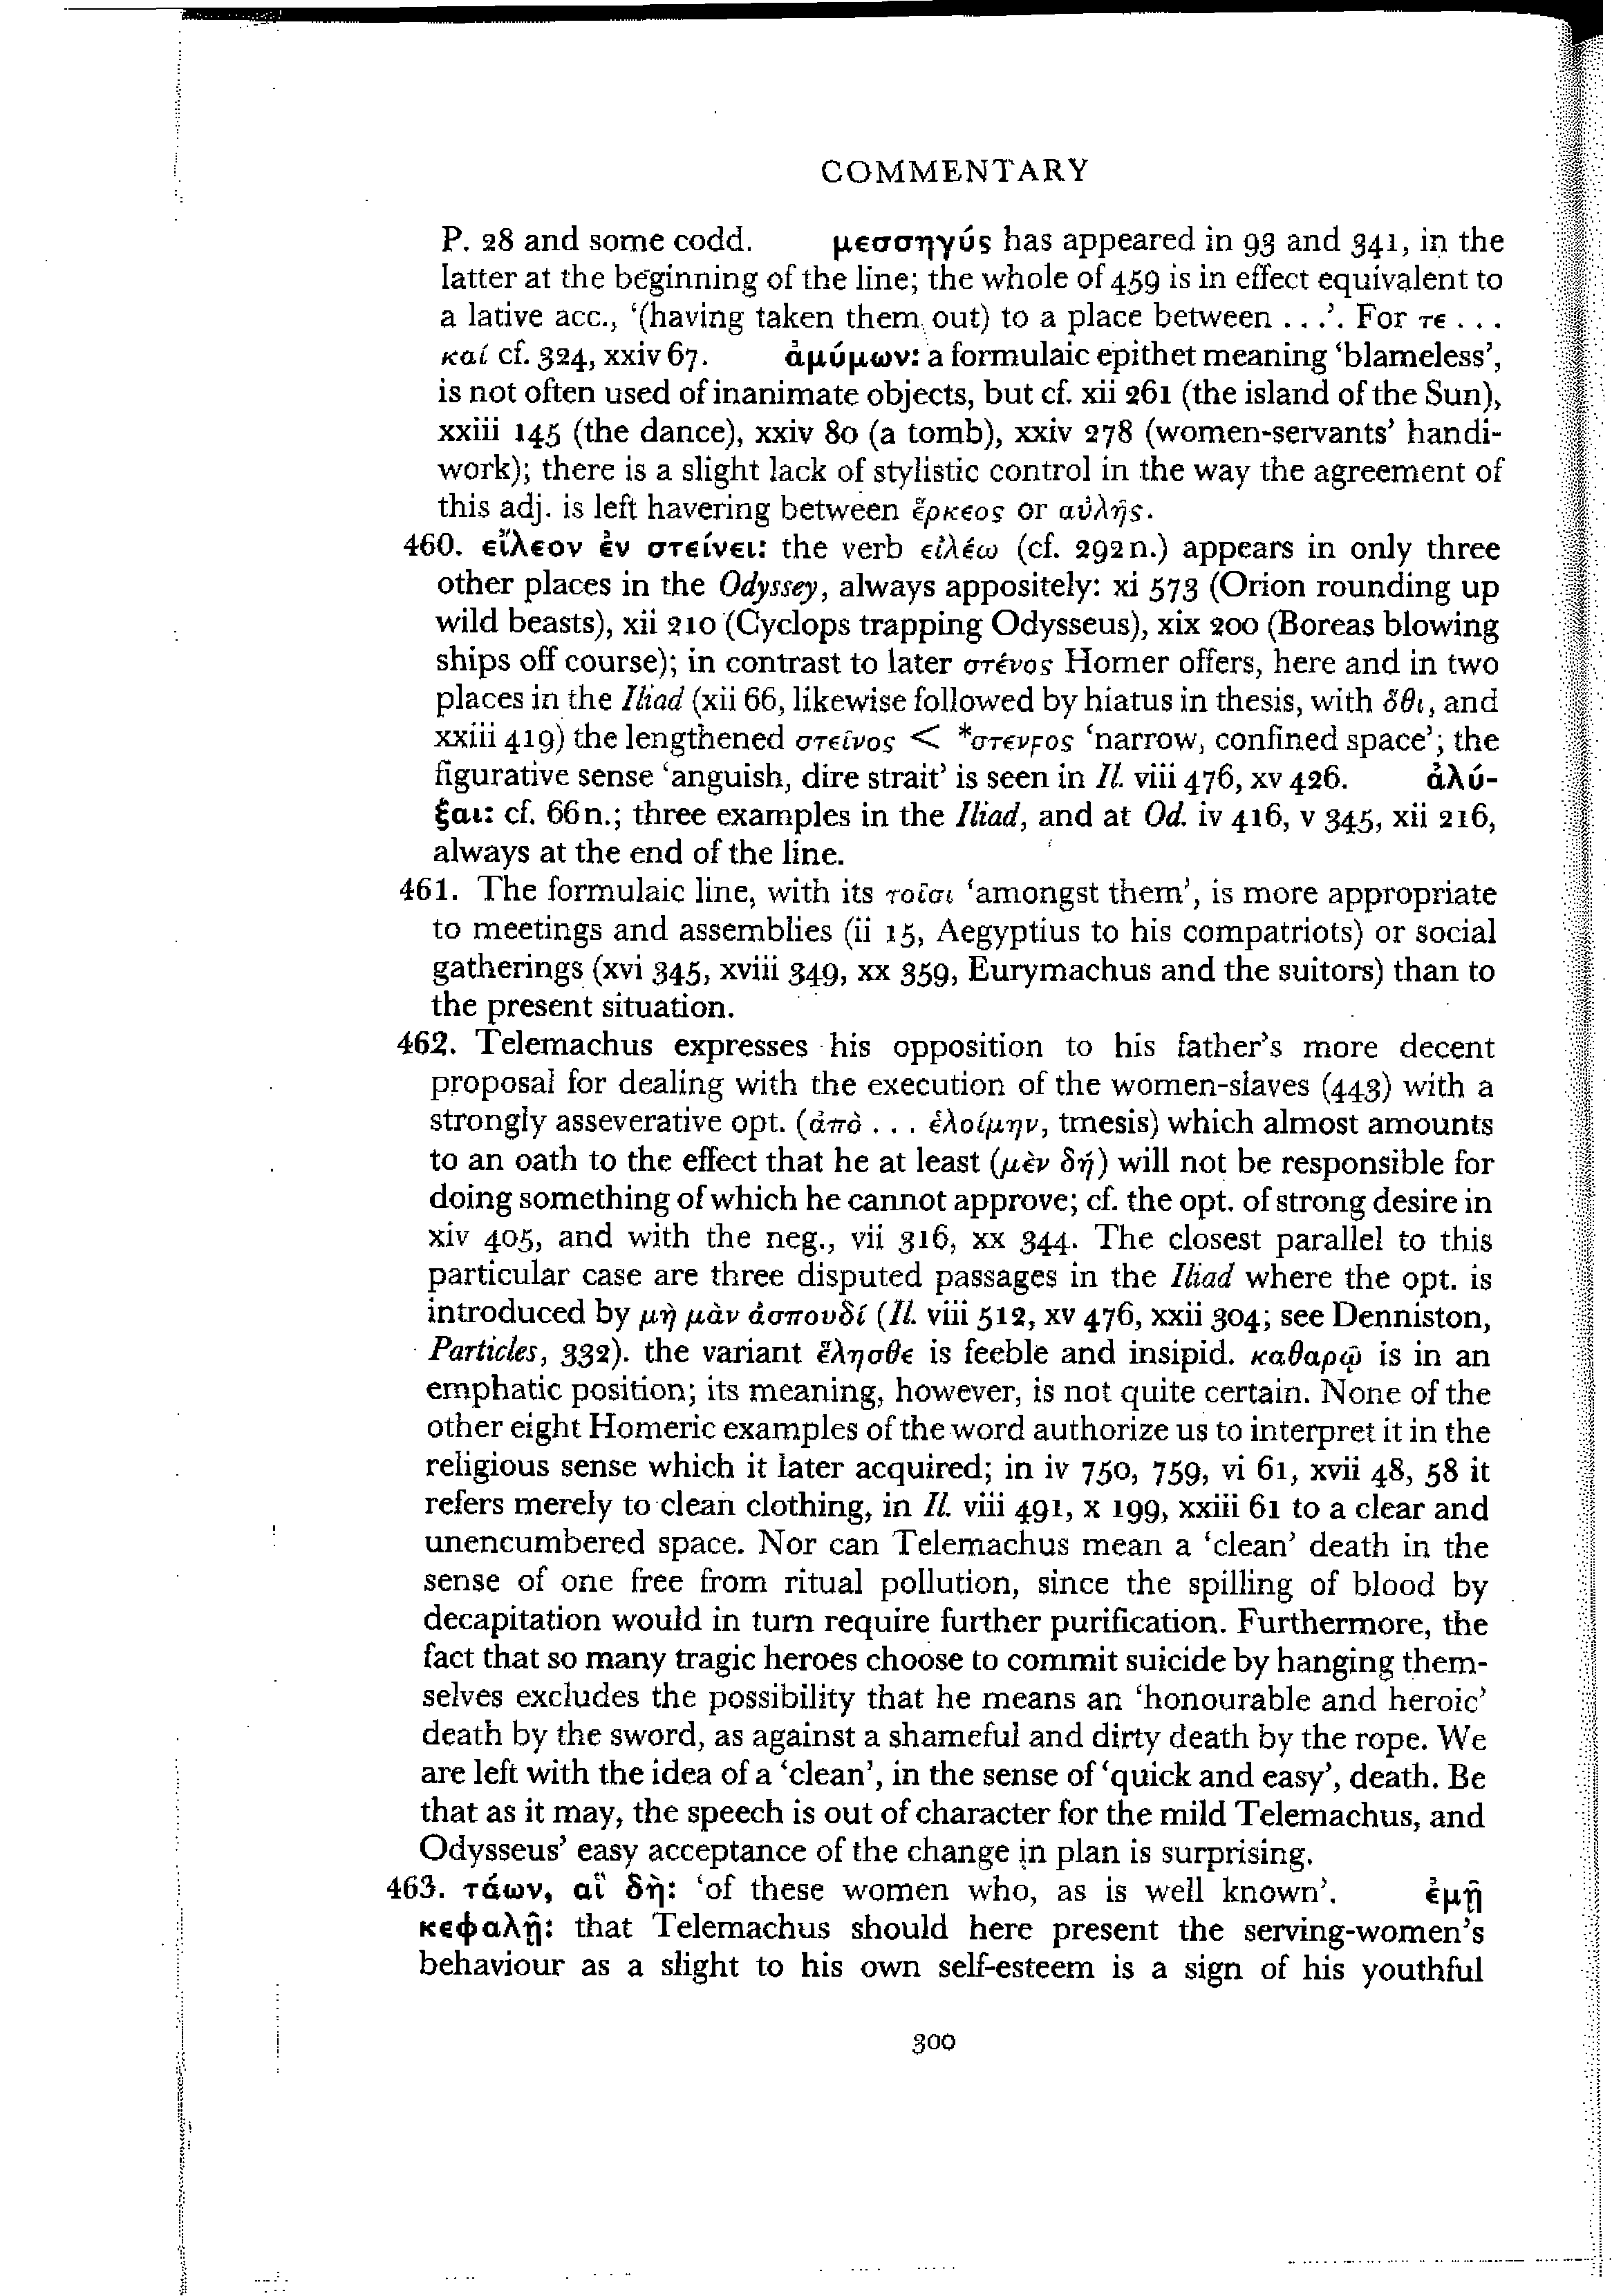 COMMENTARY
P. 28 and some codd. μεσσηγύς has appeared in 93 and 341, in the
latter at the beginning of the line; the whole of 459 is in effect equivalent to
a lative acc., ‘(having taken them out) to a place between . . .’. For τε . . .
καί cf. 324, xxiv 67. ἀμύμων: a formulaic epithet meaning ‘blameless’,
is not often used of inanimate objects, but cf. xii 261 (the island of the Sun),
xxiii 145 (the dance), xxiv 80 (a tomb), xxiv 278 (women-servants’ handi-
work); there is a slight lack of stylistic control in the way the agreement of
this adj. is left havering between ἕρκεος or αὐλῆς.
460. εἴλεον ἐν στείνει: the verb εἰλέω (cf. 292 n.) appears in only three
other places in the Odyssey, always appositely: xi 573 (Orion rounding up
wild beasts), xii 210 (Cyclops trapping Odysseus), xix 200 (Boreas blowing
ships off course); in contrast to later στένος Homer offers, here and in two
places in the Iliad (xii 66, likewise followed by hiatus in thesis, with ὅθι, and
xxiii 419) the lengthened στεῖνος < *στενϝος ‘narrow, confined space’; the
figurative sense ‘anguish, dire strait’ is seen in Il. viii 476, xv 426. ἀλύ-
ξαι: cf. 66 n.; three examples in the Iliad, and at Od. iv 416, v 345, xii 216,
always at the end of the line.
461. The formulaic line, with its τοῖσι ‘amongst them’, is more appropriate
to meetings and assemblies (ii 15, Aegyptius to his compatriots) or social
gatherings (xvi 345, xviii 349, xx 359, Eurymachus and the suitors) than to
the present situation.
462. Telemachus expresses his opposition to his father’s more decent
proposal for dealing with the execution of the women-slaves (443) with a
strongly asseverative opt. (ἀπὸ . . . ἑλοίμην, tmesis) which almost amounts
to an oath to the effect that he at least (μὲν δή) will not be responsible for
doing something of which he cannot approve; cf. the opt. of strong desire in
xiv 405, and with the neg., vii 316, xx 344. The closest parallel to this
particular case are three disputed passages in the Iliad where the opt. is
introduced by μὴ μὰν ἀσπουδί (Il. viii 512, xv 476, xxii 304; see Denniston,
Particles, 332). the variant ἕλησθε is feeble and insipid. καθαρῷ is in an
emphatic position; its meaning, however, is not quite certain. None of the
other eight Homeric examples of the word authorize us to interpret it in the
religious sense which it later acquired; in iv 750, 759, vi 61, xvii 48, 58 it
refers merely to clean clothing, in Il. viii 491, x 199, xxiii 61 to a clear and
unencumbered space. Nor can Telemachus mean a ‘clean’ death in the
sense of one free from ritual pollution, since the spilling of blood by
decapitation would in turn require further purification. Furthermore, the
fact that so many tragic heroes choose to commit suicide by hanging them-
selves excludes the possibility that he means an ‘honourable and heroic’
death by the sword, as against a shameful and dirty death by the rope. We
are left with the idea of a ‘clean’, in the sense of ‘quick and easy’, death. Be
that as it may, the speech is out of character for the mild Telemachus, and
Odysseus’ easy acceptance of the change in plan is surprising.
463. τάων, αἵ δὴ: ‘of these women who, as is well known’. ἐμῇ
κεφαλῇ: that Telemachus should here present the serving-women’s
behaviour as a slight to his own self-esteem is a sign of his youthful
300